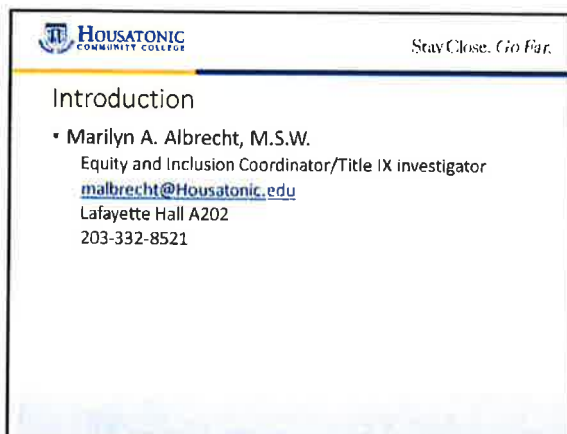 HOUSATONIC
COMMUNITY COLLEGE
Stay Close. Go Far.
Introduction
• Marilyn A. Albrecht, M.S.W.
Equity and Inclusion Coordinator/Title IX investigator
malbrecht@Housatonic.edu
Lafayette Hall A202
203-332-8521